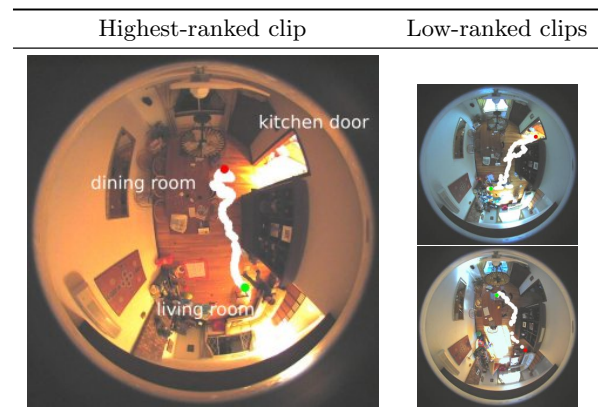 Highest-ranked clip Low-ranked clips
kitchen door
dining room
living room